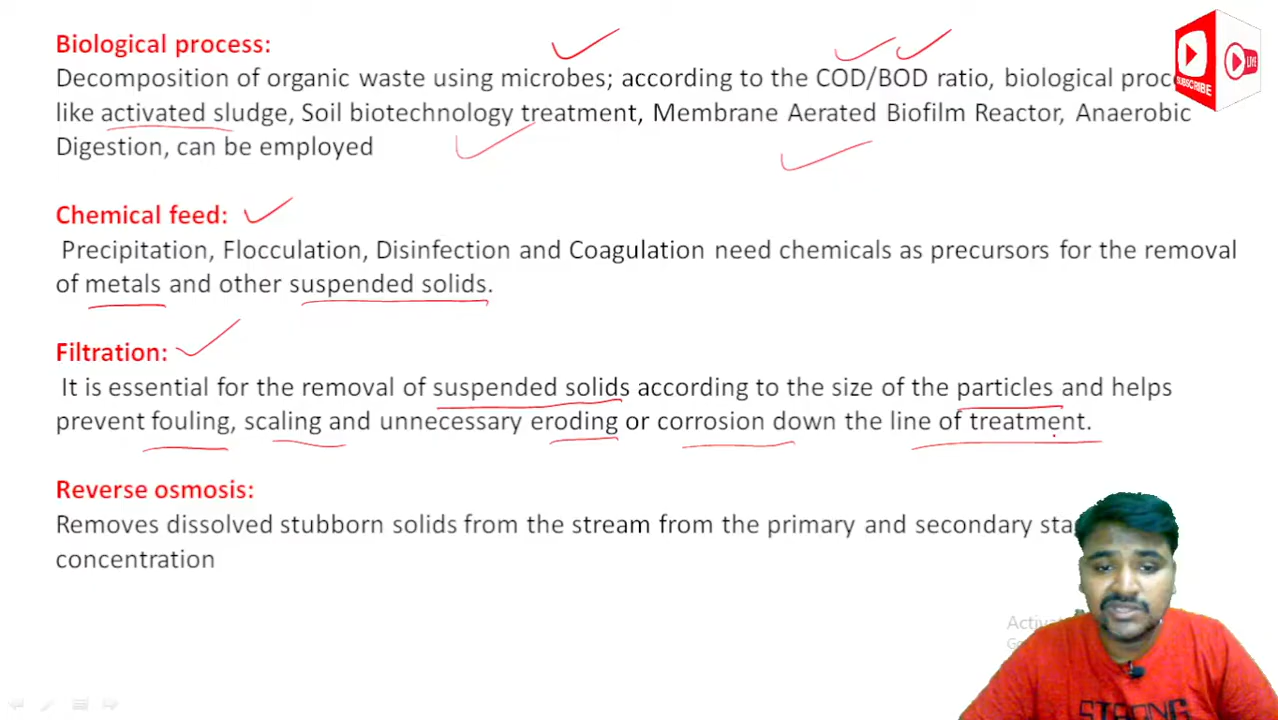 Biological process:
Decomposition of organic waste using microbes; according to the COD/BOD ratio, biological
like activated sludge, Soil biotechnology treatment, Membrane Aerated Biofilm Reactor, Anaerobic
Digestion, can be employed
Chemical feed:
Precipitation, Flocculation, Disinfection and Coagulation need chemicals as precursors for the removal
of metals and other suspended solids.
Filtration:
It is essential for the removal of suspended solids according to the size of the particles and helps
prevent fouling, scaling and unnecessary eroding or corrosion down the line of treatment.
Reverse osmosis:
Removes dissolved stubborn solids from the stream from the primary and secondary
concentration
SUBSCRIBE
LIVE
STRONG